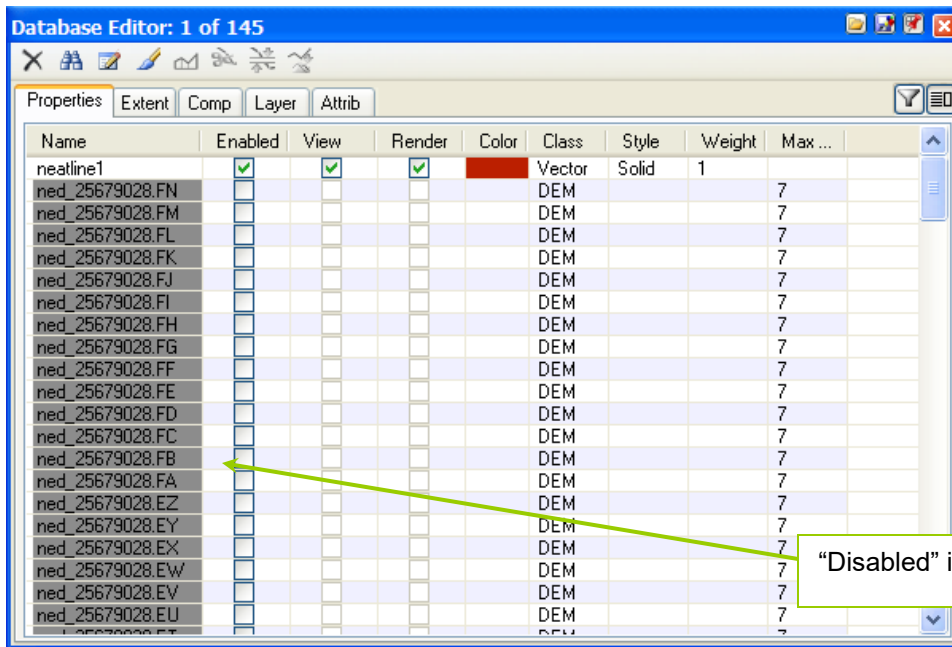 Database Editor: 1 of 145
Properties Extent Comp Layer Attrib
Name Enabled View Render Color Class Style Weight Max ...
neatline1 Vector Solid 1
ned_25679028.FN DEM 7
ned_25679028.FM DEM 7
ned_25679028.FL DEM 7
ned_25679028.FK DEM 7
ned_25679028.FJ DEM 7
ned_25679028.FI DEM 7
ned_25679028.FH DEM 7
ned_25679028.FG DEM 7
ned_25679028.FF DEM 7
ned_25679028.FE DEM 7
ned_25679028.FD DEM 7
ned_25679028.FC DEM 7
ned_25679028.FB DEM 7
ned_25679028.FA DEM 7
ned_25679028.EZ DEM 7
ned_25679028.EY DEM 7
ned_25679028.EX DEM 7
ned_25679028.EW DEM 7
ned_25679028.EV DEM 7
ned_25679028.EU DEM 7
“Disabled” i